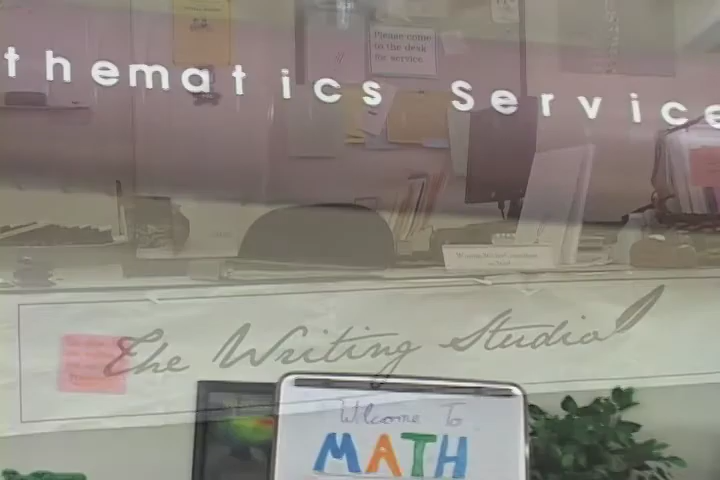 thematics Service
Please come
to the desk
for service
The Writing Studio
Welcome To
MATH